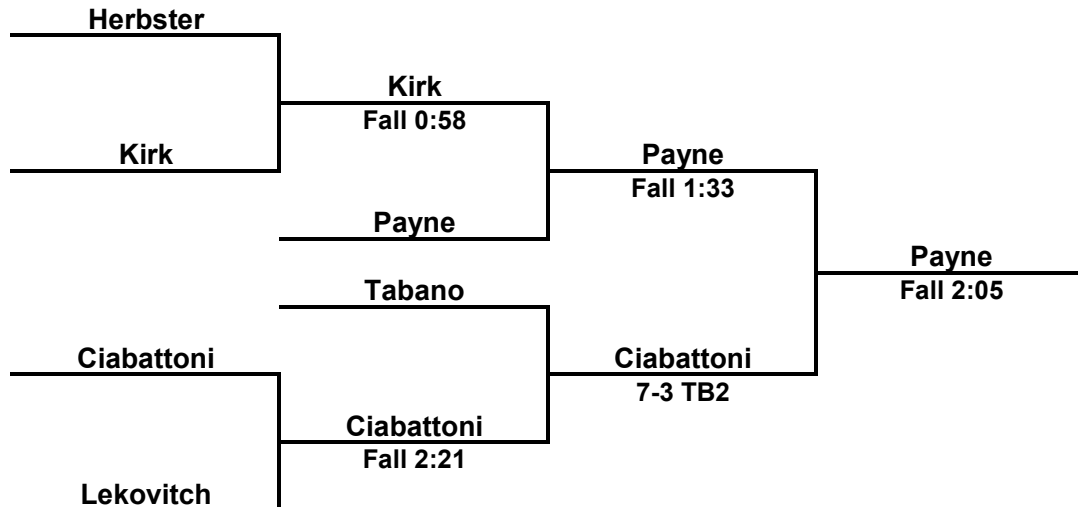 Herbster
Kirk
Fall 0:58
Kirk
Payne
Fall 1:33
Payne
Payne
Fall 2:05
Tabano
Ciabattoni
Ciabattoni
7-3 TB2
Ciabattoni
Fall 2:21
Lekovitch